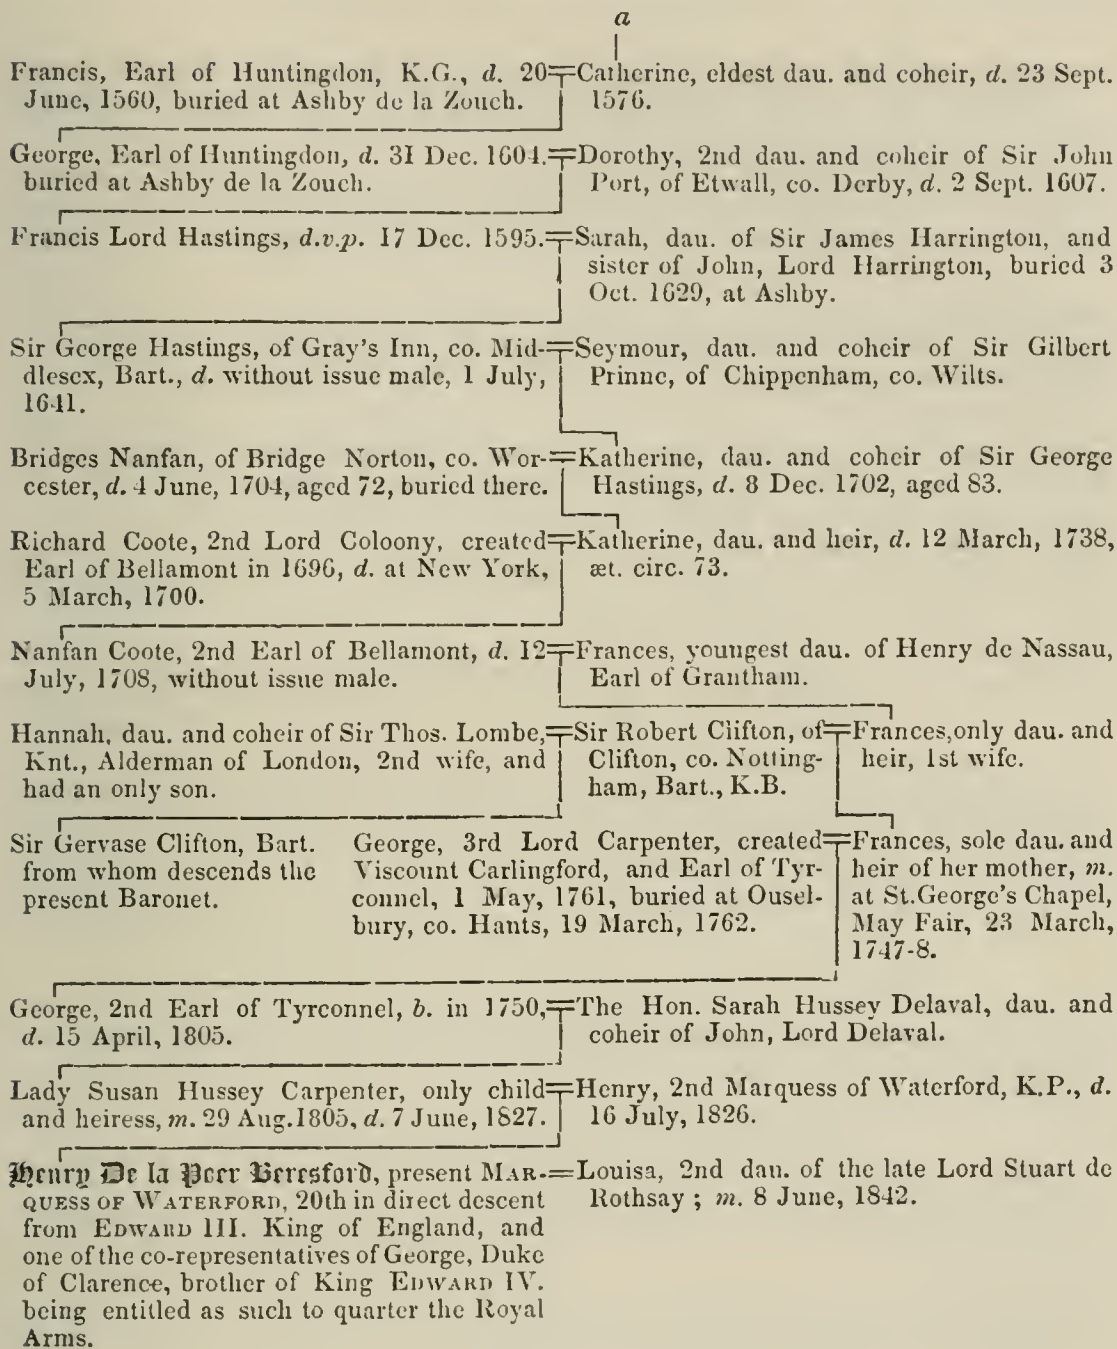 a
Francis, Earl of Huntingdon, K.G., d. 20
June, 1560, buried at Ashby de la Zouch.
Catherine, eldest dau. and coheir, d. 23 Sept.
1576.
George, Earl of Huntingdon, d. 31 Dec. 1604.
buried at Ashby de la Zouch.
Dorothy, 2nd dau. and coheir of Sir John
Port, of Etwall, co. Derby, d. 2 Sept. 1607.
Francis Lord Hastings, d.v.p. 17 Dec. 1595.
Sarah, dau. of Sir James Harrington, and
sister of John, Lord Harrington, buried 3
Oct. 1629, at Ashby.
Sir George Hastings, of Gray's Inn, co. Mid-
dlesex, Bart., d. without issue male, 1 July,
1641.
Seymour, dau. and coheir of Sir Gilbert
Prinne, of Chippenham, co. Wilts.
Bridges Nanfan, of Bridge Norton, co. Wor-
cester, d. 4 June, 1704, aged 72, buried there.
Katherine, dau. and coheir of Sir George
Hastings, d. 8 Dec. 1702, aged 83.
Richard Coote, 2nd Lord Coloony, created
Earl of Bellamont in 1696, d. at New York,
5 March, 1700.
Katherine, dau. and heir, d. 12 March, 1738,
æt. circ. 73.
Nanfan Coote, 2nd Earl of Bellamont, d. 12
July, 1708, without issue male.
Frances, youngest dau. of Henry de Nassau,
Earl of Grantham.
Hannah, dau. and coheir of Sir Thos. Lombe,
Knt., Alderman of London, 2nd wife, and
had an only son.
Sir Robert Clifton, of
Clifton, co. Notting-
ham, Bart., K.B.
Frances, only dau. and
heir, 1st wife.
Sir Gervase Clifton, Bart.
from whom descends the
present Baronet.
George, 3rd Lord Carpenter, created
Viscount Carlingford, and Earl of Tyr-
connel, 1 May, 1761, buried at Ousel-
bury, co. Hants, 19 March, 1762.
Frances, sole dau. and
heir of her mother, m.
at St. George's Chapel,
May Fair, 23 March,
1747-8.
George, 2nd Earl of Tyrconnel, b. in 1750,
d. 15 April, 1805.
The Hon. Sarah Hussey Delaval, dau. and
coheir of John, Lord Delaval.
Lady Susan Hussey Carpenter, only child
and heiress, m. 29 Aug. 1805, d. 7 June, 1827.
Henry, 2nd Marquess of Waterford, K.P., d.
16 July, 1826.
Henry De la Poer Beresford, present MAR-
QUESS OF WATERFORD, 20th in direct descent
from EDWARD III. King of England, and
one of the co-representatives of George, Duke
of Clarence, brother of King EDWARD IV.
being entitled as such to quarter the Royal
Arms.
Louisa, 2nd dau. of the late Lord Stuart de
Rothsay; m. 8 June, 1842.